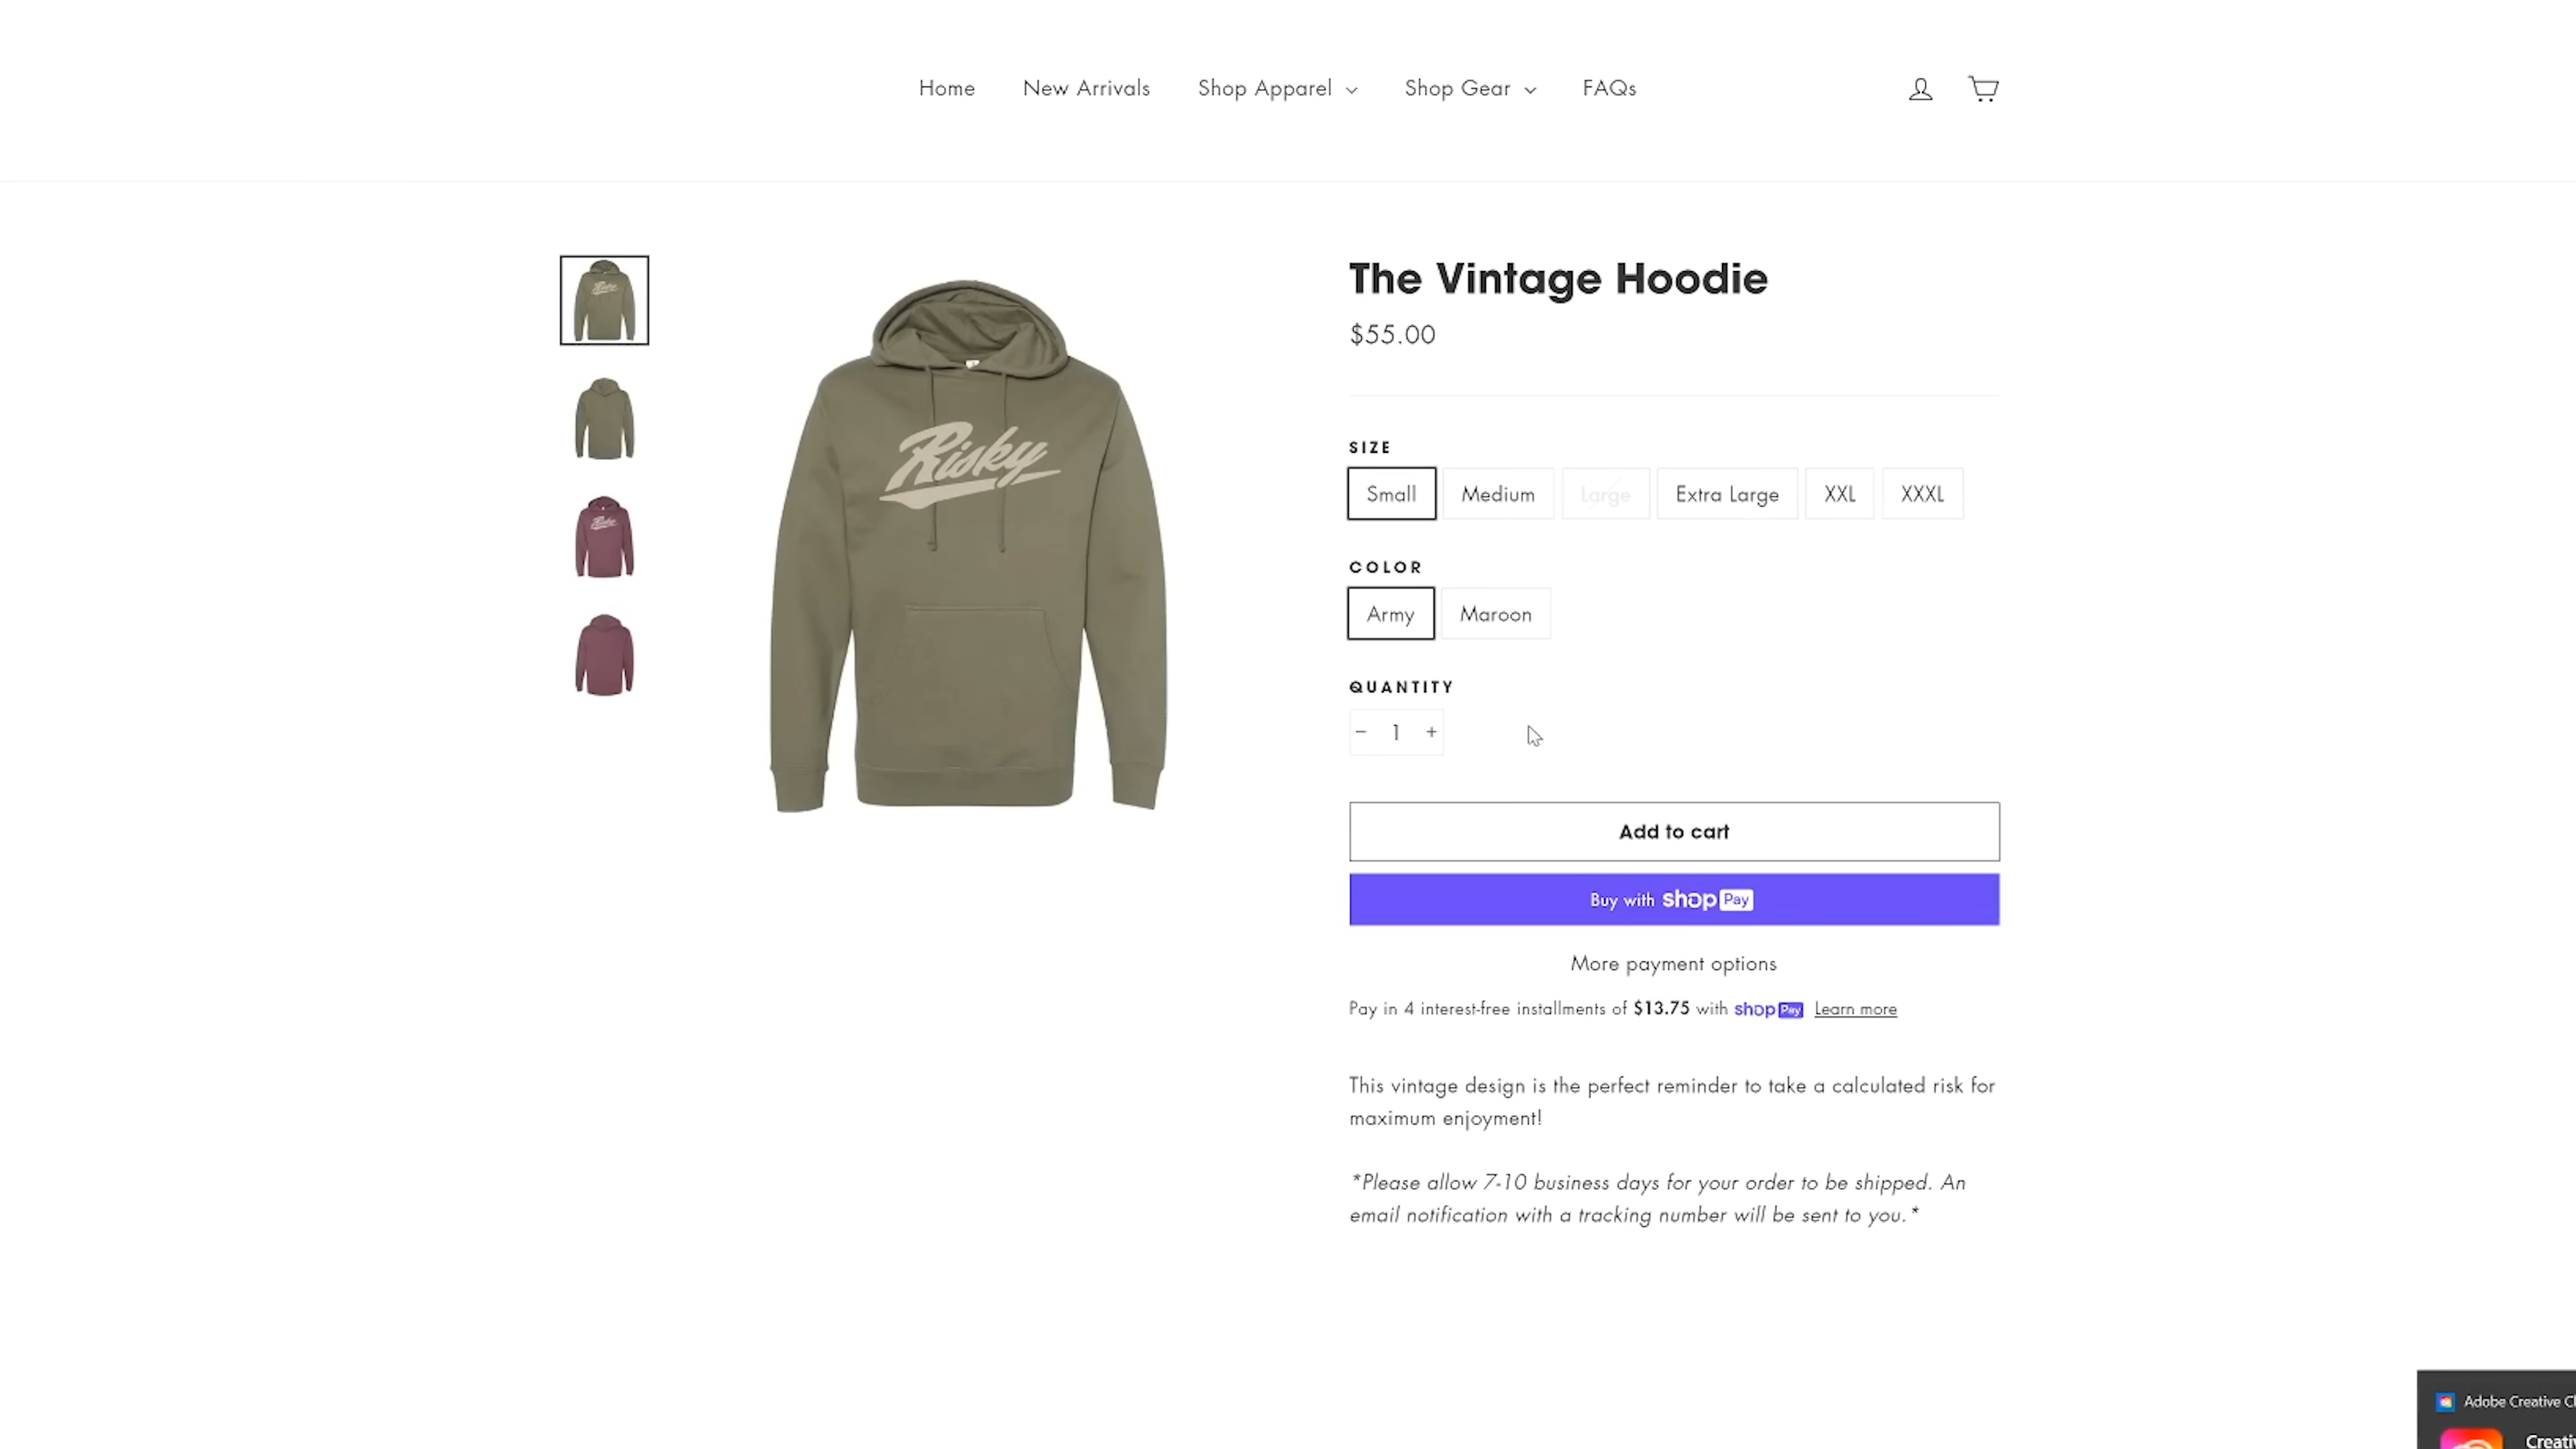 Home New Arrivals Shop Apparel Shop Gear FAQs
The Vintage Hoodie
$55.00
Risky
SIZE
Small Medium Large Extra Large XXL XXXL
COLOR
Army Maroon
QUANTITY
− 1 +
Add to cart
Buy with shop Pay
More payment options
Pay in 4 interest-free installments of $13.75 with shop Pay Learn more
This vintage design is the perfect reminder to take a calculated risk for
maximum enjoyment!
*Please allow 7-10 business days for your order to be shipped. An
email notification with a tracking number will be sent to you.*
Adobe Creative Cl
Creativ